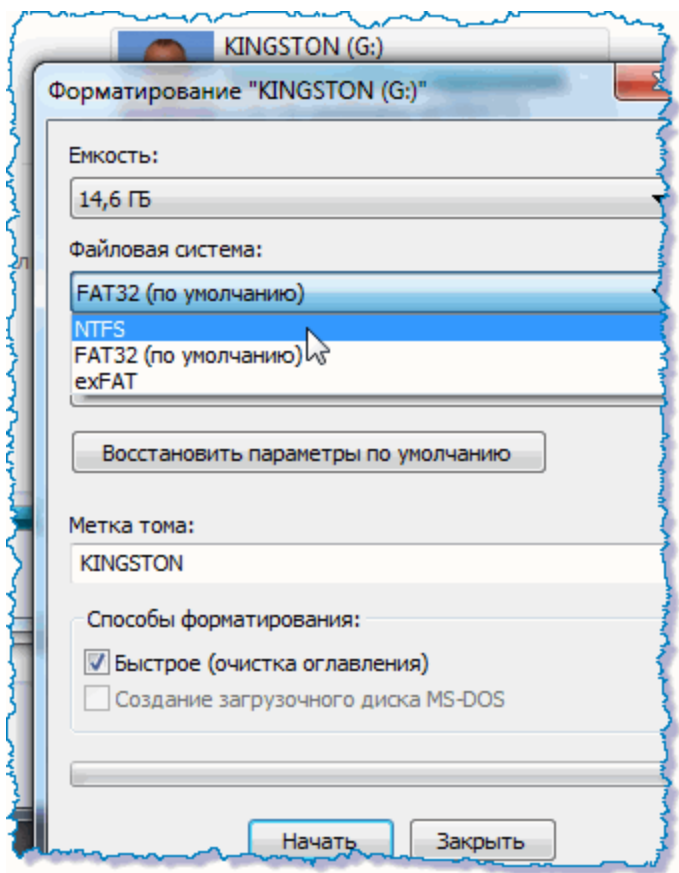 KINGSTON (G:)
Форматирование "KINGSTON (G:)"
Емкость:
14,6 ГБ
Файловая система:
FAT32 (по умолчанию)
NTFS
FAT32 (по умолчанию)
exFAT
Восстановить параметры по умолчанию
Метка тома:
KINGSTON
Способы форматирования:
Быстрое (очистка оглавления)
Создание загрузочного диска MS-DOS
Начать
Закрыть